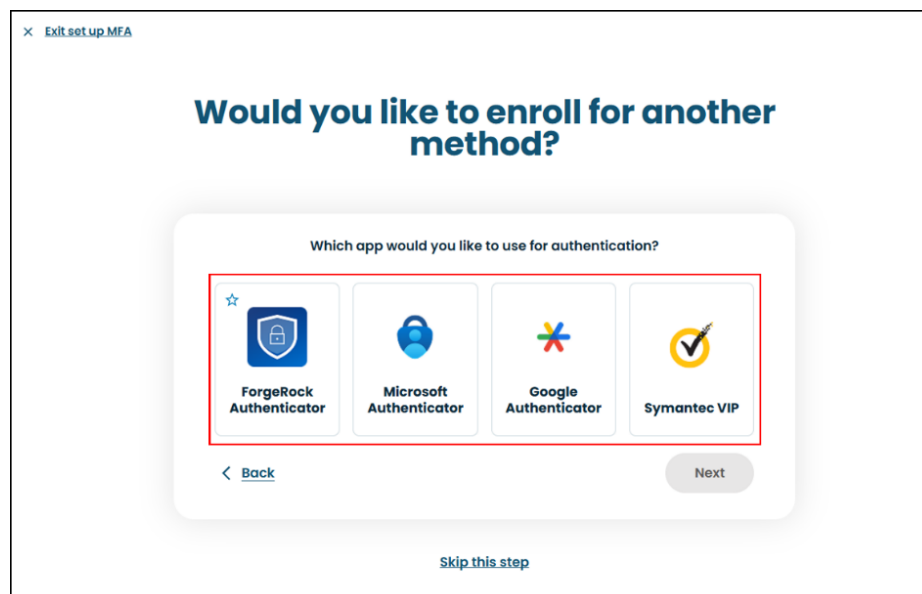 Exit set up MFA
Would you like to enroll for another
method?
Which app would you like to use for authentication?
ForgeRock
Authenticator
Microsoft
Authenticator
Google
Authenticator
Symantec VIP
Back
Next
Skip this step